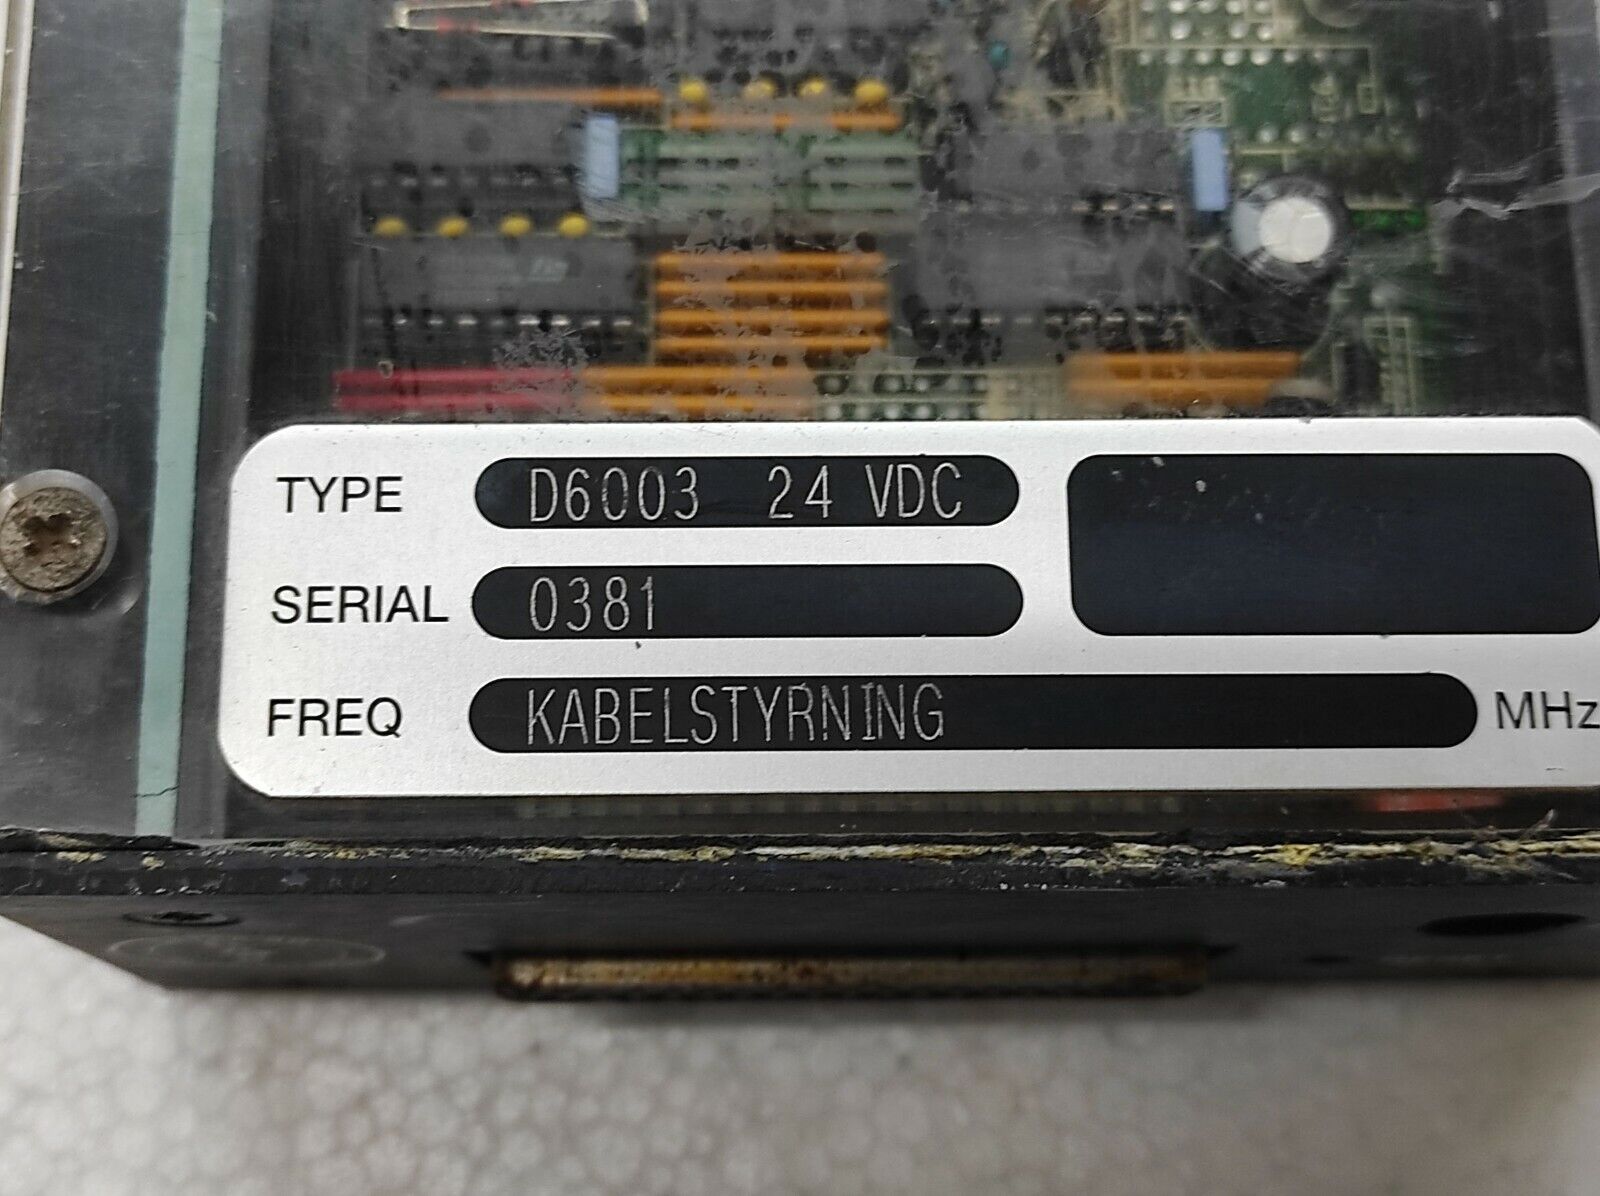 TYPE D6003 24 VDC
SERIAL 0381
FREQ KABELSTYRNING MHz